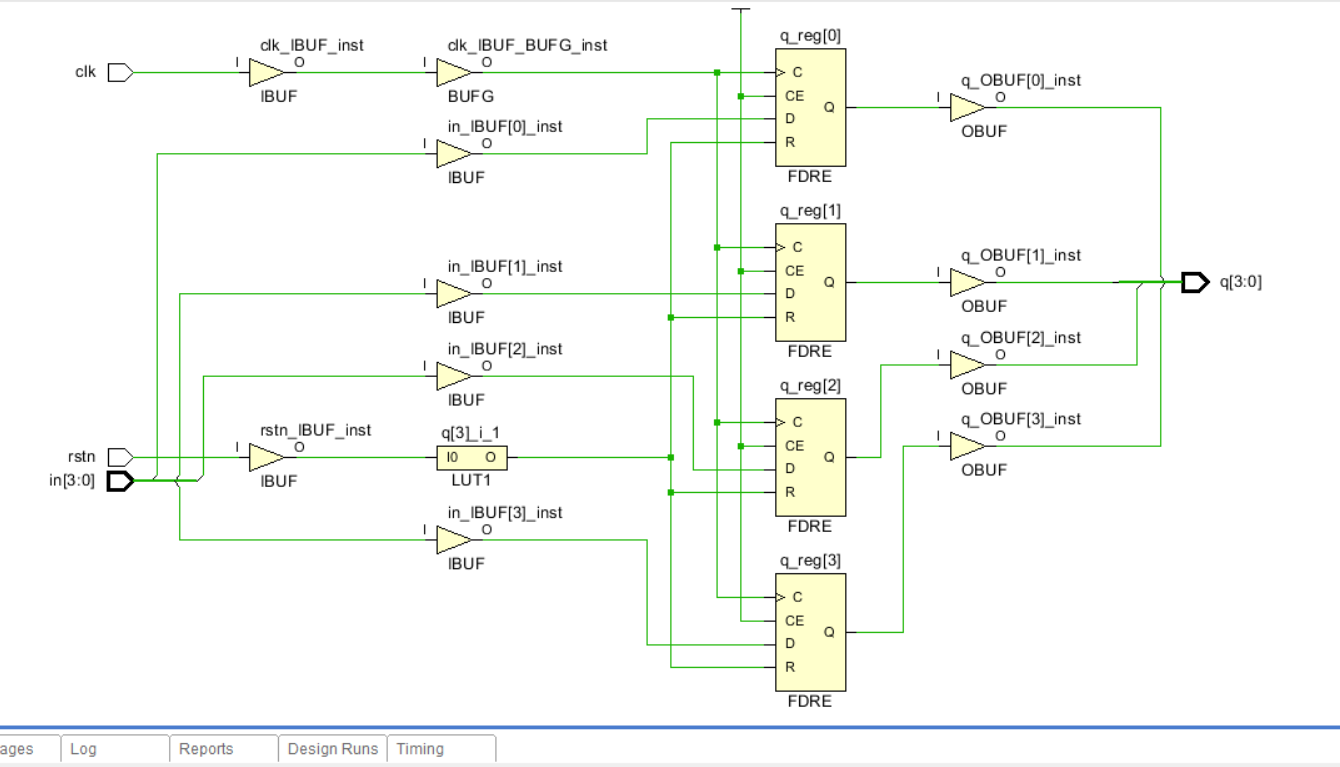 q_reg[0]
clk_IBUF_inst
clk_IBUF_BUFG_inst
clk
I
O
I
O
C
q_OBUF[0]_inst
IBUF
BUFG
CE
I
O
Q
D
in_IBUF[0]_inst
OBUF
I
O
R
IBUF
FDRE
q_reg[1]
C
q_OBUF[1]_inst
in_IBUF[1]_inst
CE
I
O
Q
q[3:0]
I
O
D
OBUF
IBUF
R
q_OBUF[2]_inst
in_IBUF[2]_inst
FDRE
I
O
I
O
q_reg[2]
OBUF
IBUF
C
q_OBUF[3]_inst
rstn_IBUF_inst
q[3]_i_1
CE
I
O
rstn
I
O
I0
O
Q
D
OBUF
in[3:0]
IBUF
LUT1
R
in_IBUF[3]_inst
FDRE
I
O
q_reg[3]
IBUF
C
CE
Q
D
R
FDRE
ages
Log
Reports
Design Runs
Timing